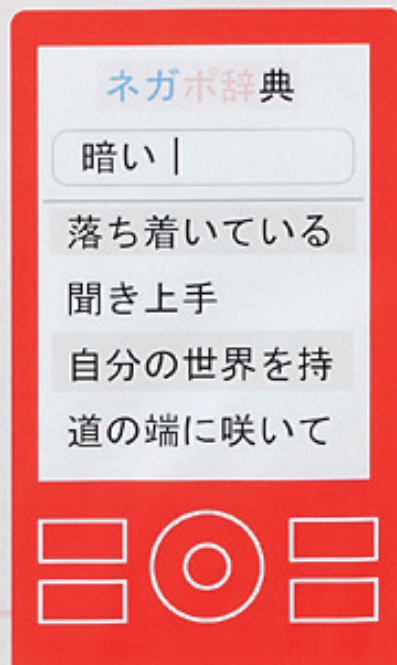 ネガポ辞典
暗い
落ち着いている
聞き上手
自分の世界を持
道の端に咲いて